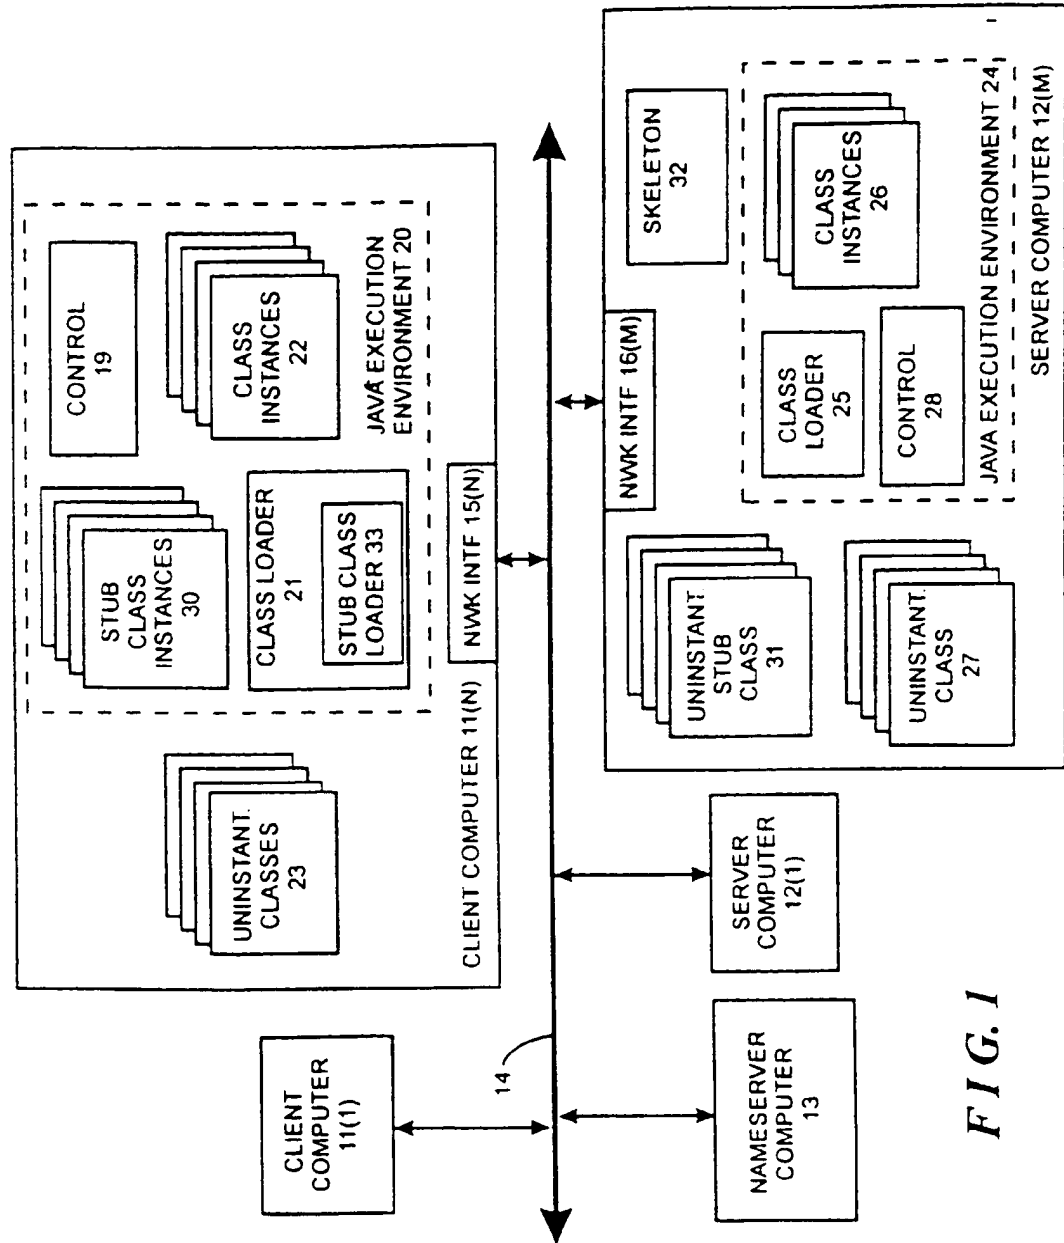 CLIENT
COMPUTER
11(1)
14
NAMESERVER
COMPUTER
13
SERVER
COMPUTER
12(1)
UNINSTANT.
CLASSES
23
STUB
CLASS
INSTANCES
30
CONTROL
19
CLASS LOADER
21
STUB CLASS
LOADER 33
CLASS
INSTANCES
22
JAVA EXECUTION
ENVIRONMENT 20
CLIENT COMPUTER 11(N)
NWK INTF 15(N)
NWK INTF 16(M)
SKELETON
32
UNINSTANT.
STUB
CLASS
31
UNINSTANT.
CLASS
27
CLASS
LOADER
25
CLASS
INSTANCES
26
CONTROL
28
JAVA EXECUTION ENVIRONMENT 24
SERVER COMPUTER 12(M)
F I G. 1